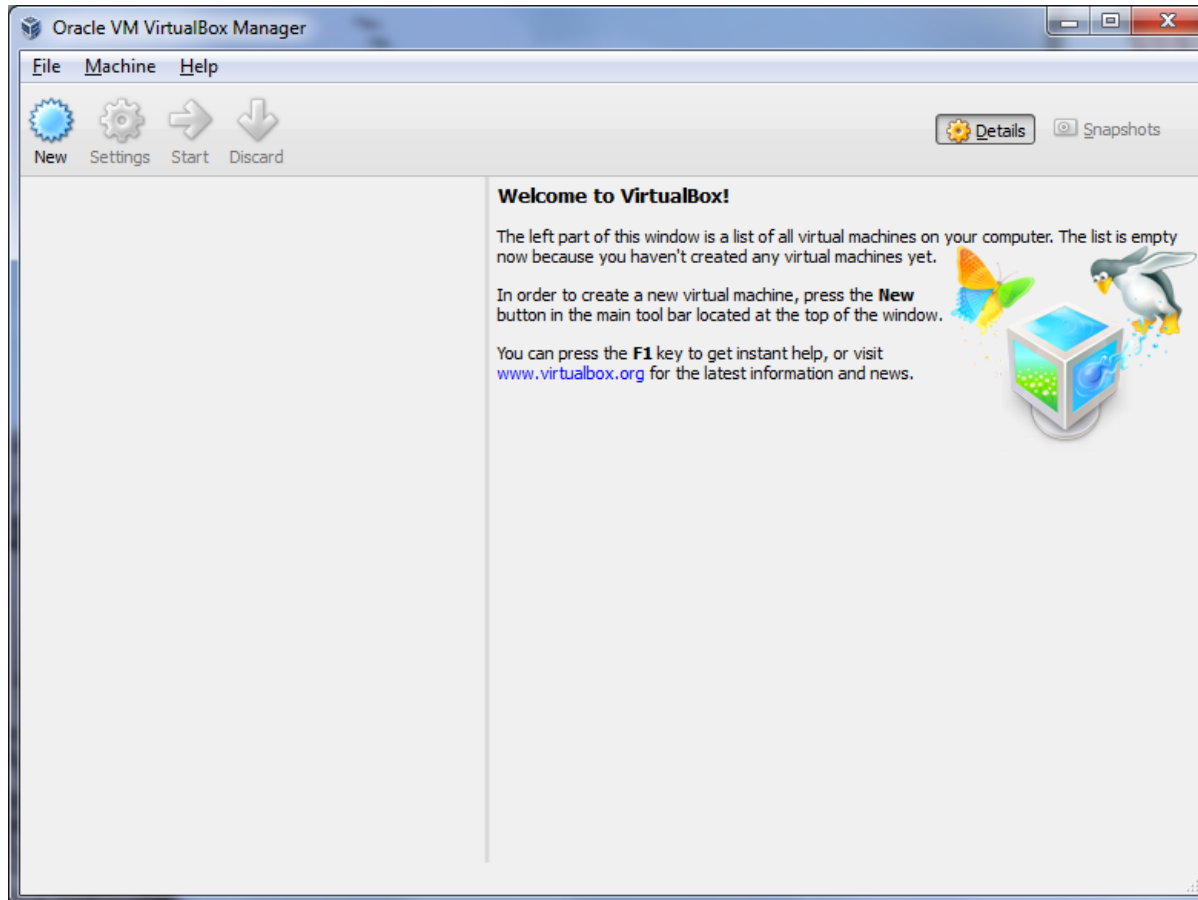 Oracle VM VirtualBox Manager
File Machine Help
New Settings Start Discard
Details Snapshots
Welcome to VirtualBox!
The left part of this window is a list of all virtual machines on your computer. The list is empty
now because you haven't created any virtual machines yet.
In order to create a new virtual machine, press the New
button in the main tool bar located at the top of the window.
You can press the F1 key to get instant help, or visit
www.virtualbox.org for the latest information and news.